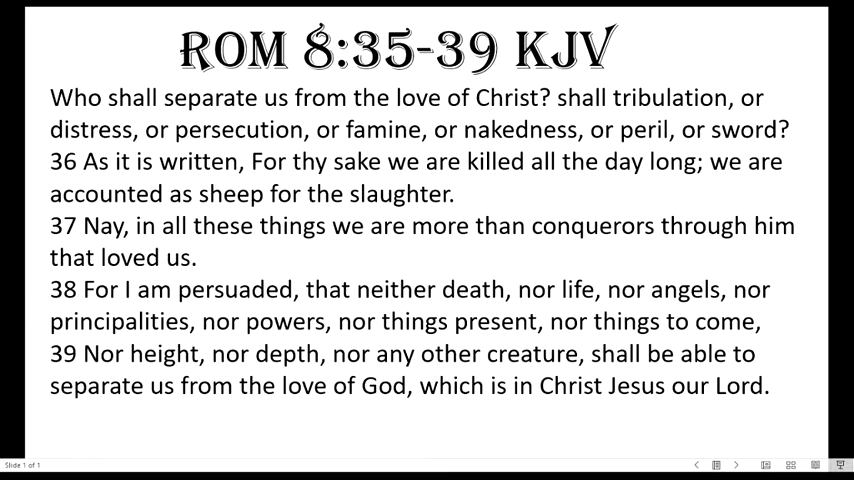 ROM 8:35-39 KJV
Who shall separate us from the love of Christ? shall tribulation, or
distress, or persecution, or famine, or nakedness, or peril, or sword?
36 As it is written, For thy sake we are killed all the day long; we are
accounted as sheep for the slaughter.
37 Nay, in all these things we are more than conquerors through him
that loved us.
38 For I am persuaded, that neither death, nor life, nor angels, nor
principalities, nor powers, nor things present, nor things to come,
39 Nor height, nor depth, nor any other creature, shall be able to
separate us from the love of God, which is in Christ Jesus our Lord.
Slide 1 of 1